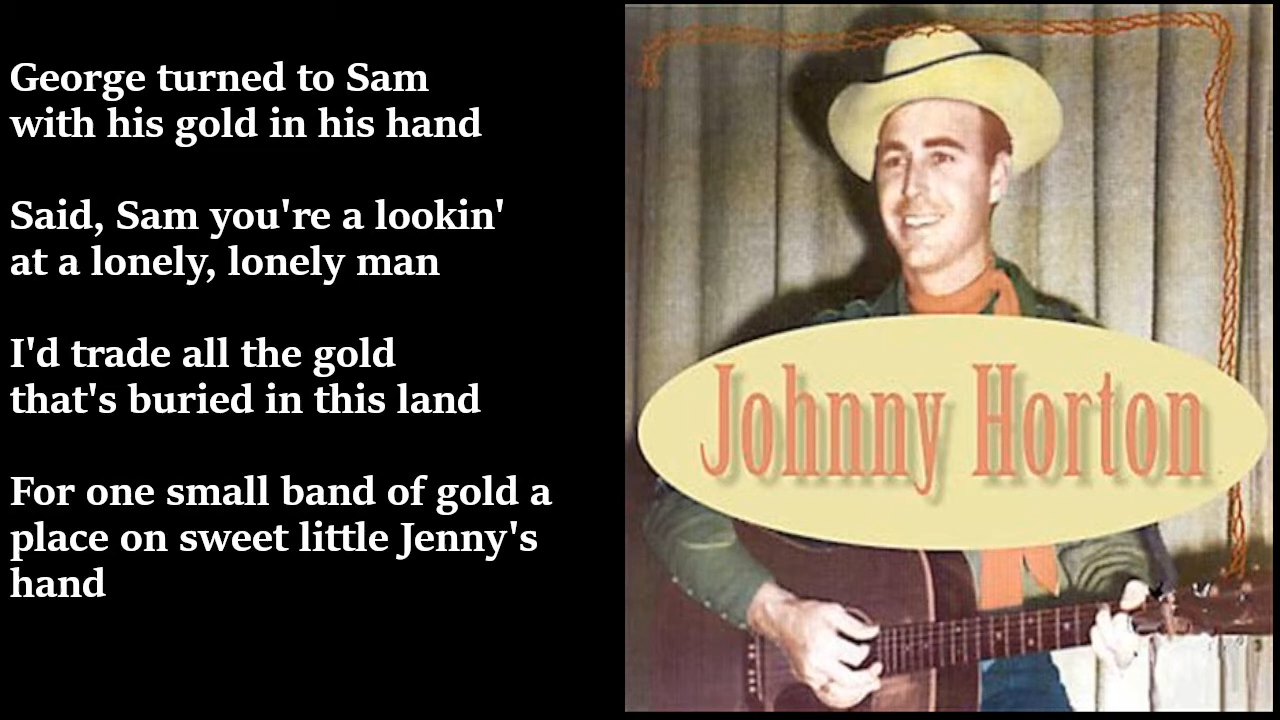 George turned to Sam
with his gold in his hand
Said, Sam you're a lookin'
at a lonely, lonely man
I'd trade all the gold
that's buried in this land
For one small band of gold a
place on sweet little Jenny's
hand
Johnny Horton